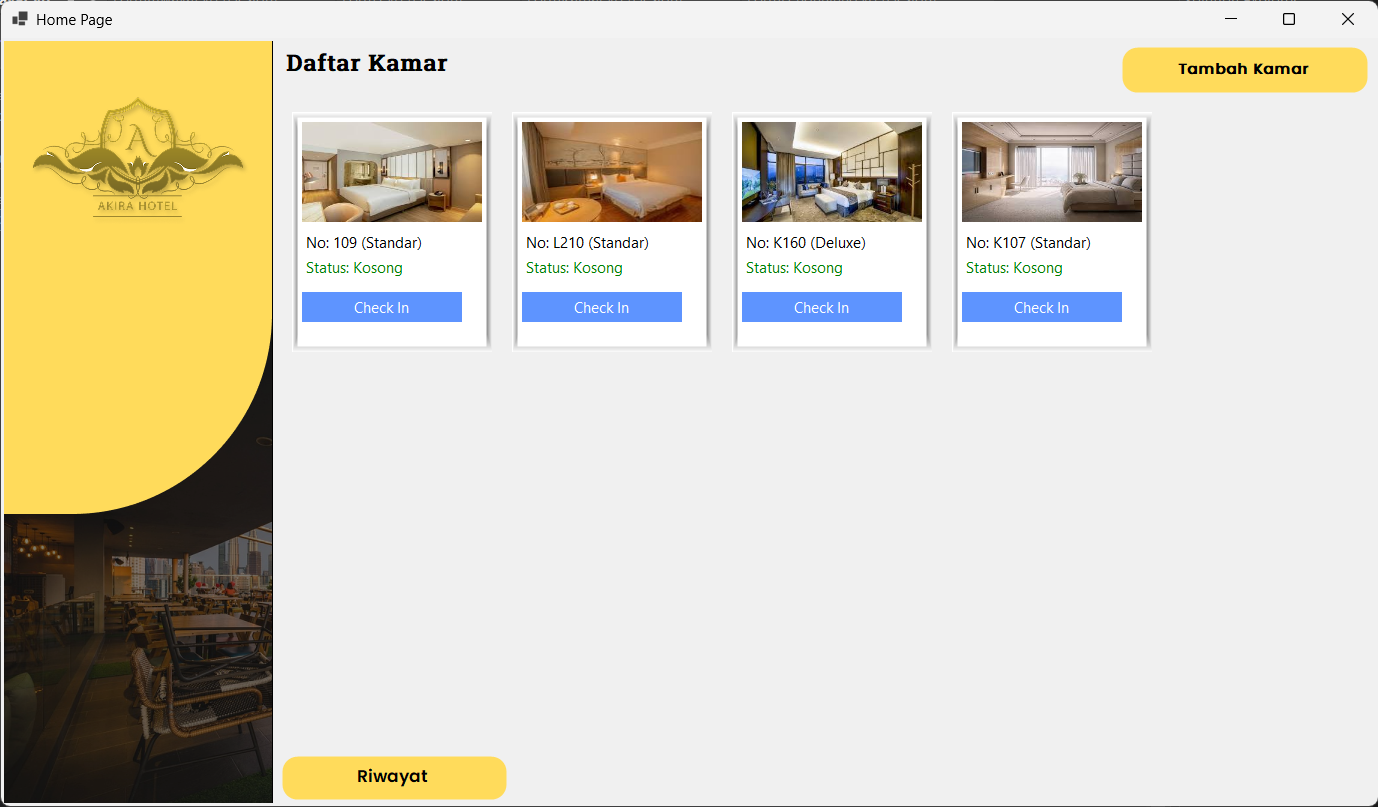 Home Page
A
AKIRA HOTEL
Daftar Kamar
Tambah Kamar
No: 109 (Standar)
Status: Kosong
Check In
No: L210 (Standar)
Status: Kosong
Check In
No: K160 (Deluxe)
Status: Kosong
Check In
No: K107 (Standar)
Status: Kosong
Check In
Riwayat